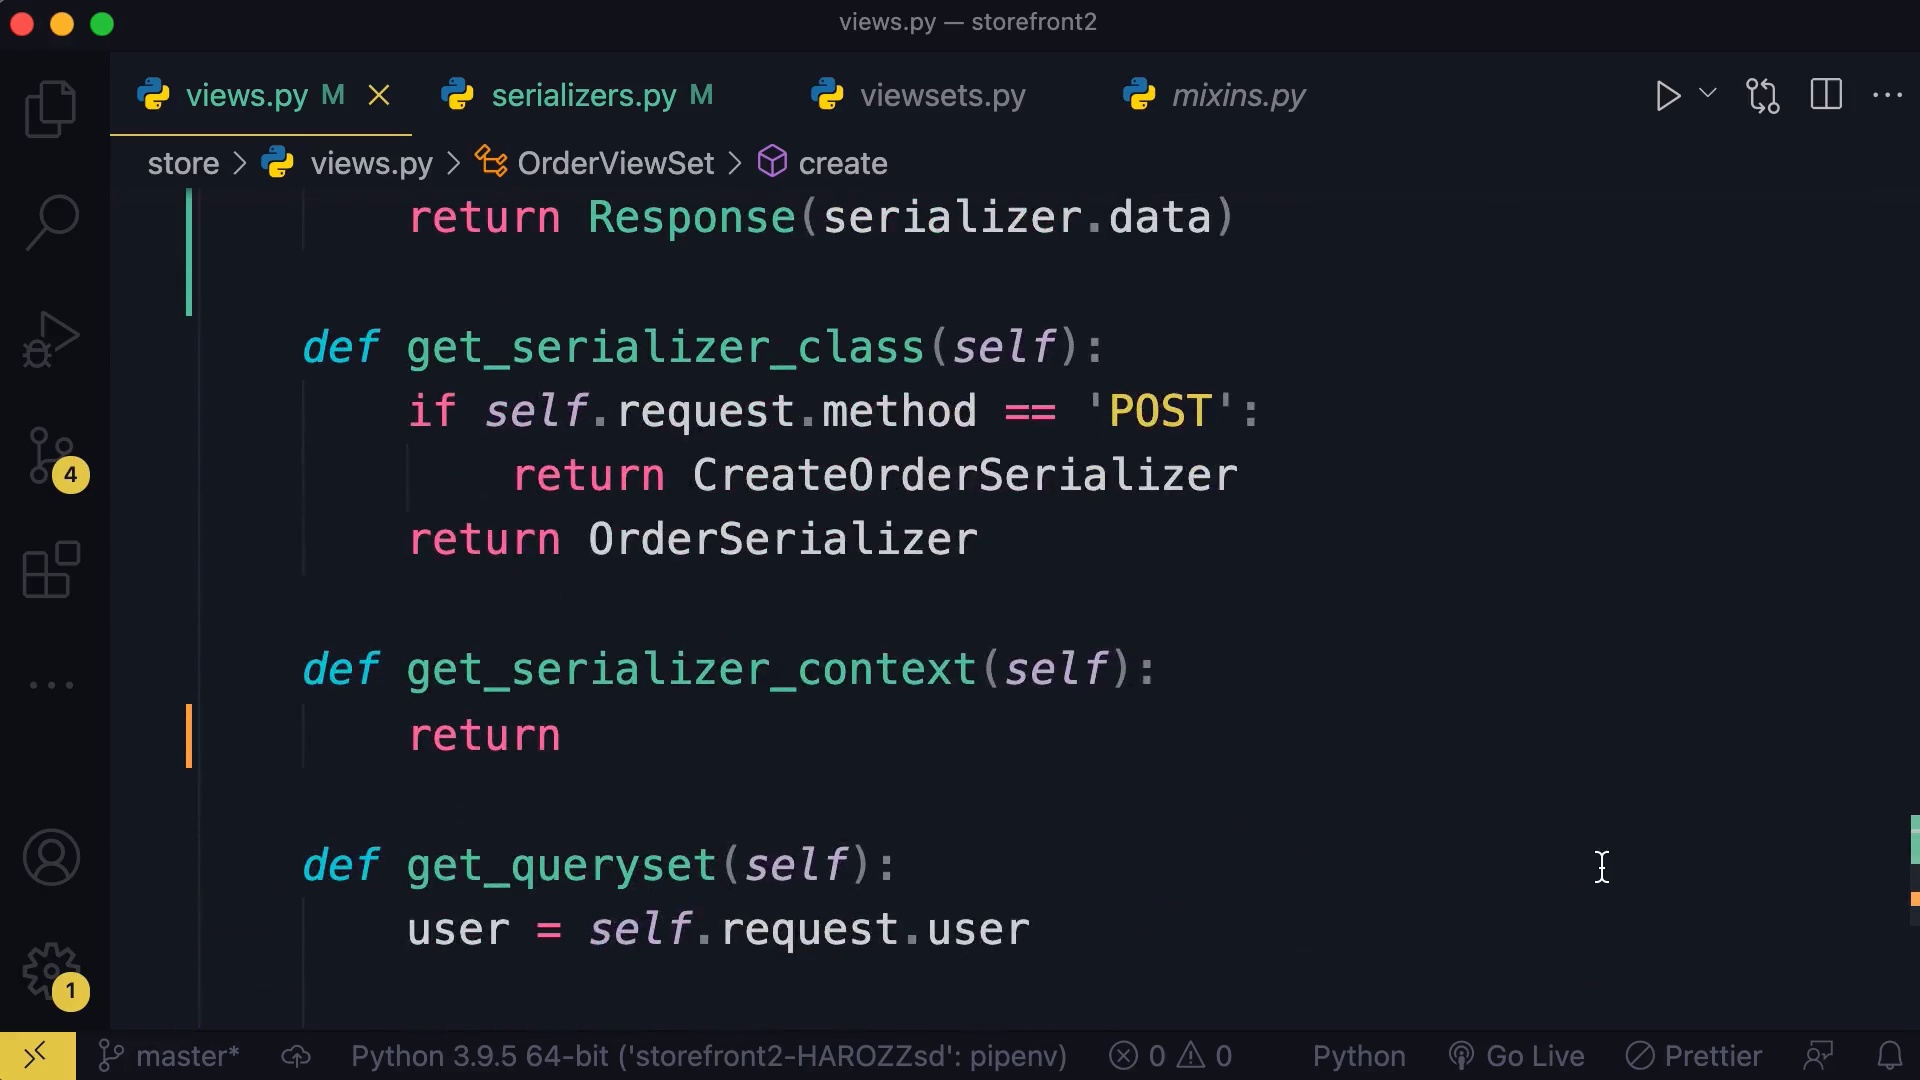 views.py — storefront2
views.py M serializers.py M viewsets.py mixins.py
store > views.py > OrderViewSet > create
return Response(serializer.data)
def get_serializer_class(self):
if self.request.method == 'POST':
return CreateOrderSerializer
return OrderSerializer
def get_serializer_context(self):
return
def get_queryset(self):
user = self.request.user
4
1
master* Python 3.9.5 64-bit ('storefront2-HAROZZsd': pipenv) 0 0 Python Go Live Prettier